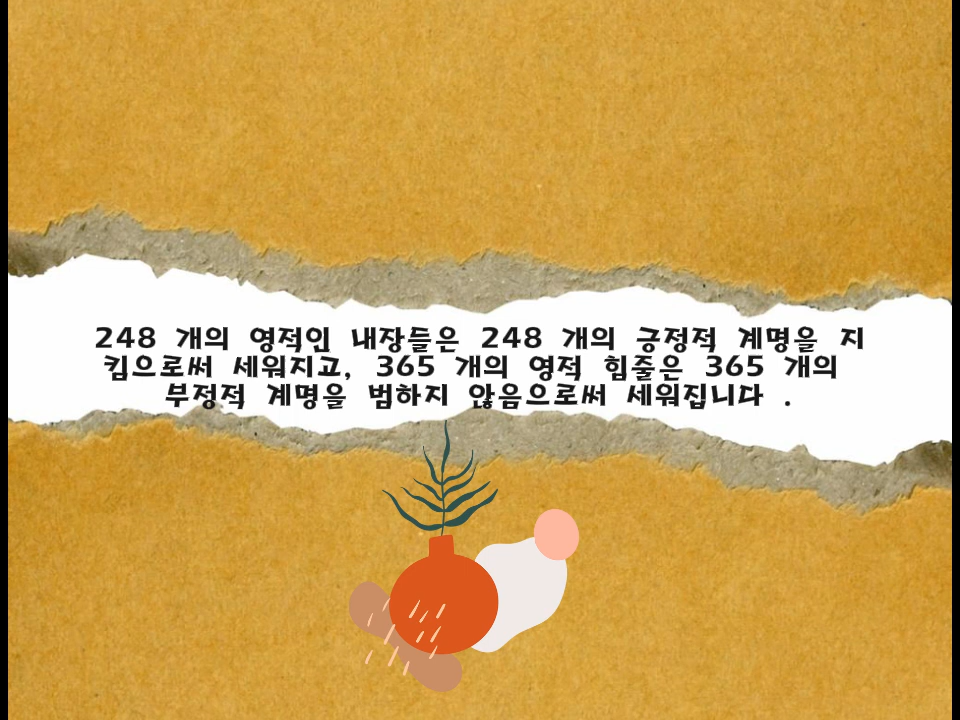 248 개의 영적인 내장들은 248 개의 긍정적 계명을 지
킴으로써 세워지고, 365 개의 영적 힘줄은 365 개의
부정적 계명을 범하지 않음으로써 세워집니다 .